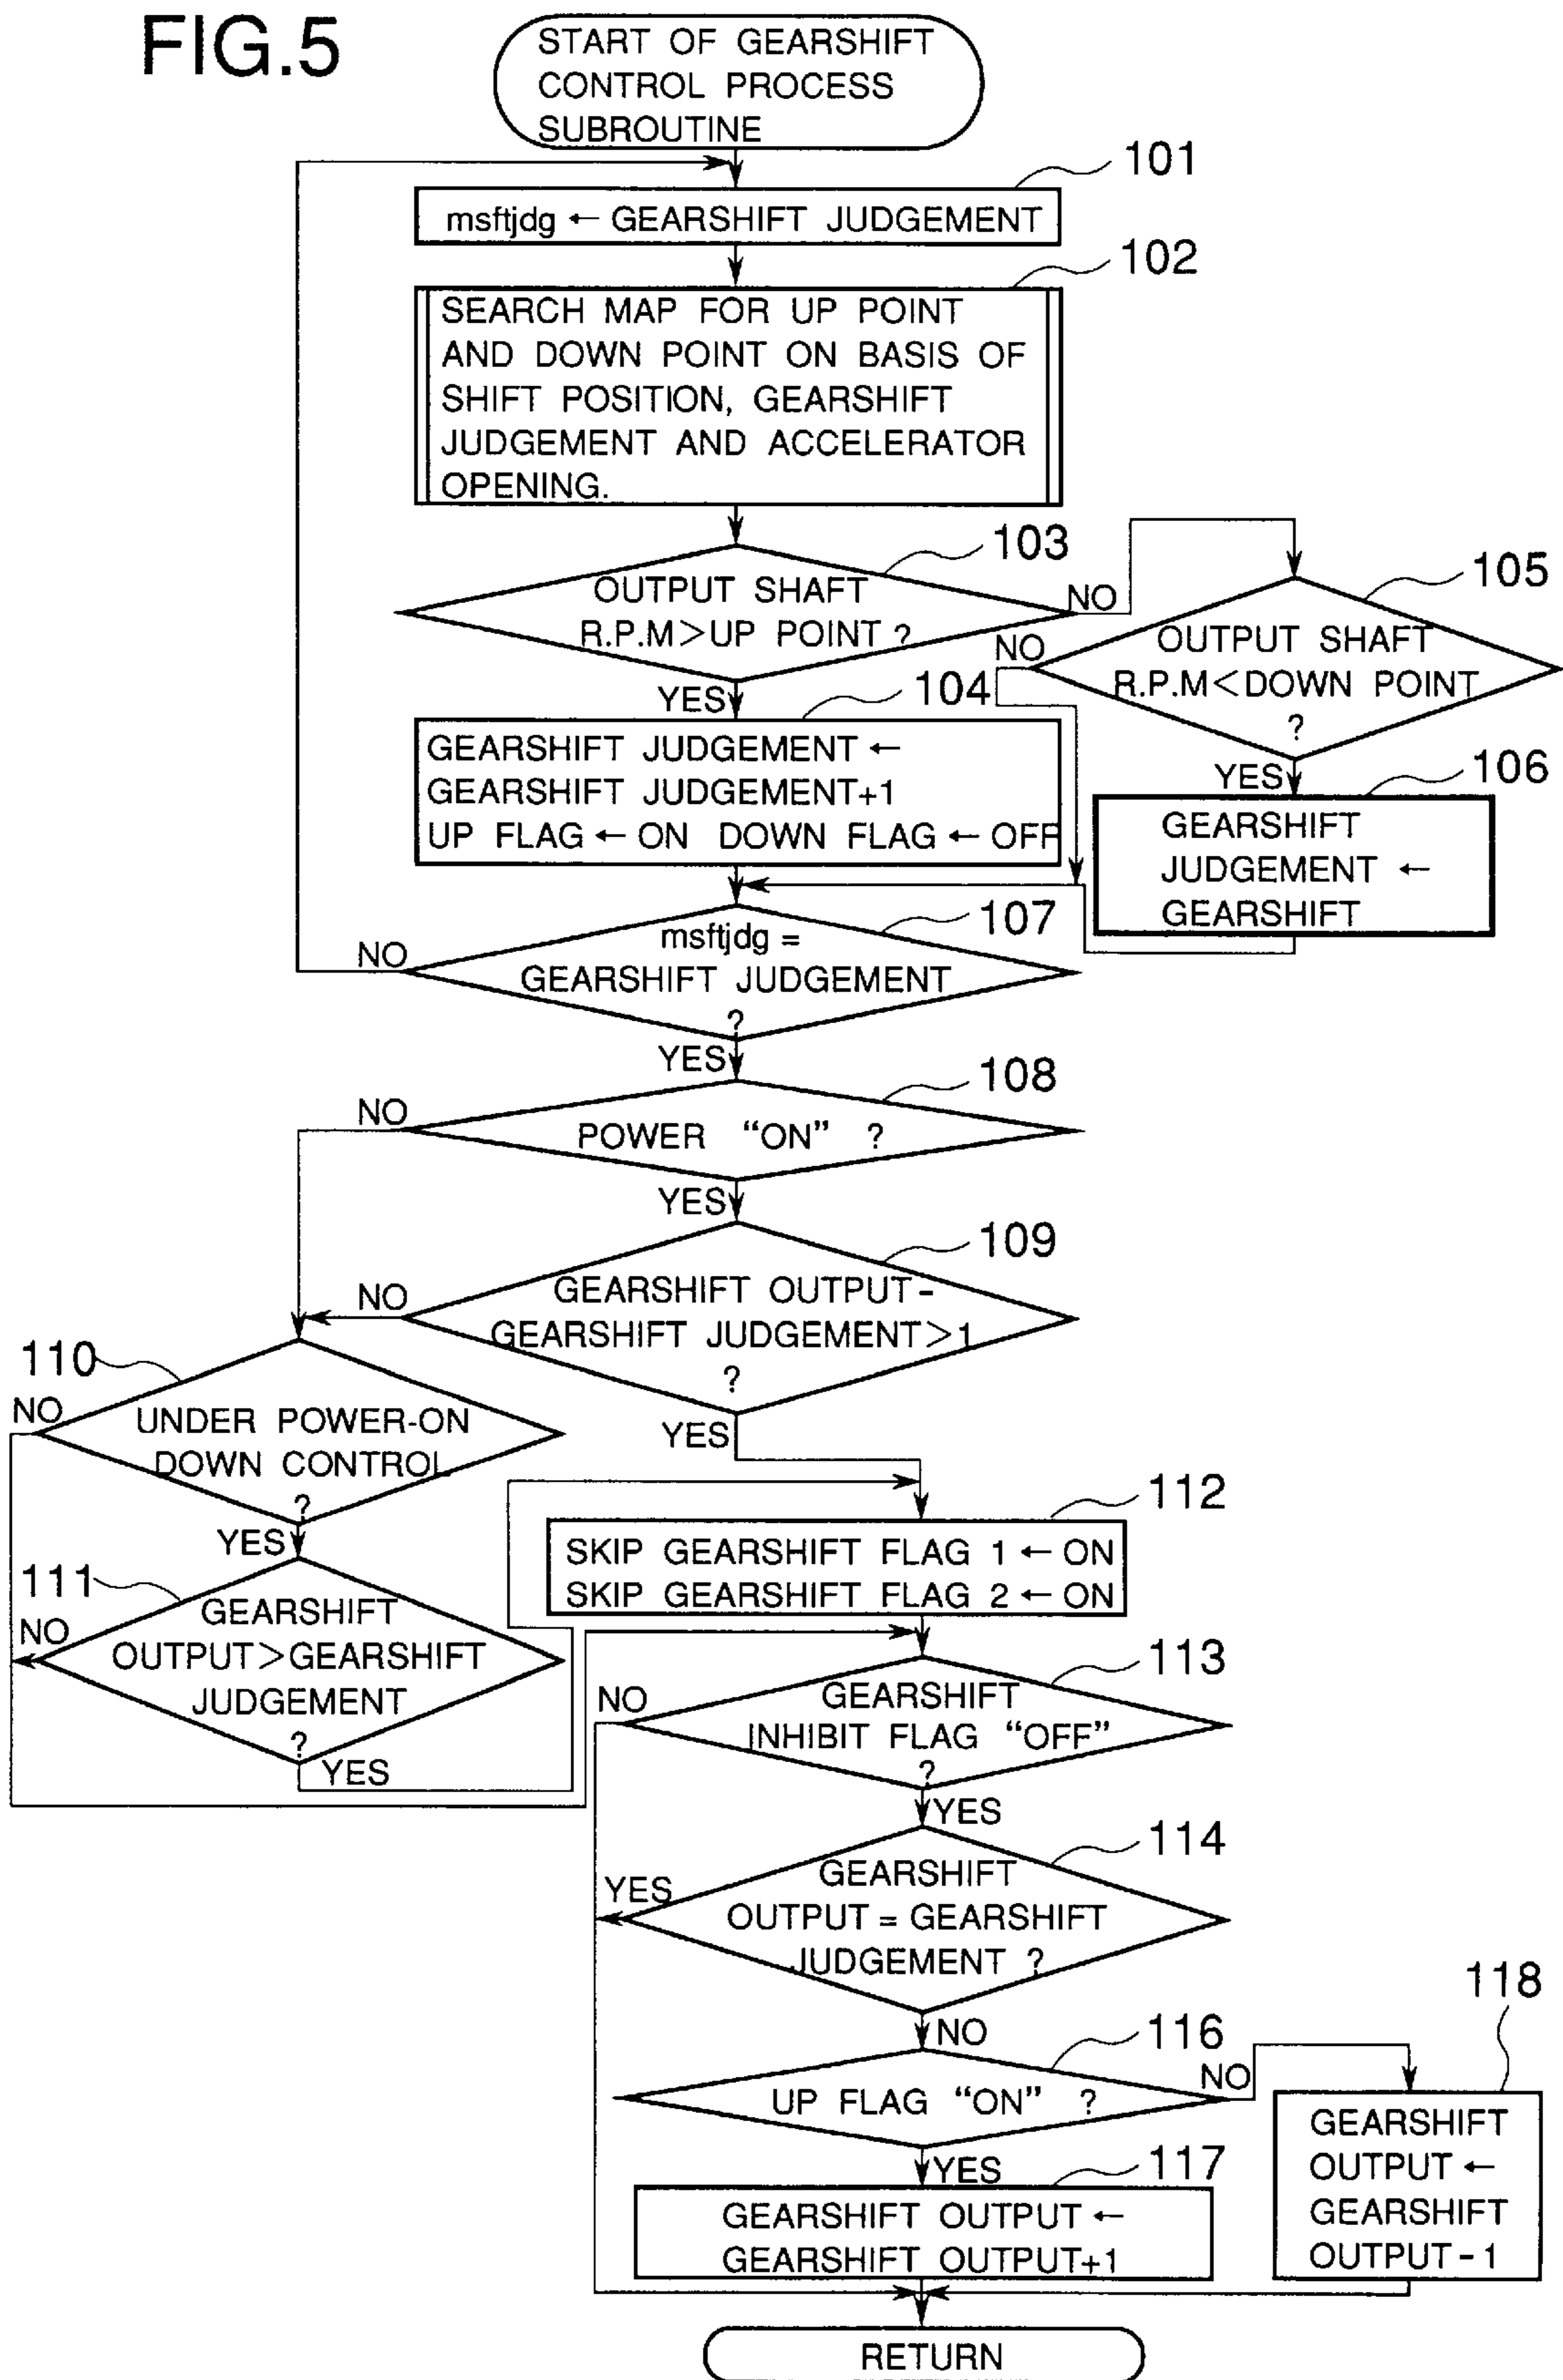 FIG.5
START OF GEARSHIFT
CONTROL PROCESS
SUBROUTINE
101
msftjdg ← GEARSHIFT JUDGEMENT
102
SEARCH MAP FOR UP POINT
AND DOWN POINT ON BASIS OF
SHIFT POSITION, GEARSHIFT
JUDGEMENT AND ACCELERATOR
OPENING.
103
OUTPUT SHAFT
R.P.M>UP POINT ?
NO
YES
105
OUTPUT SHAFT
R.P.M<DOWN POINT
?
NO
YES
104
GEARSHIFT JUDGEMENT ←
GEARSHIFT JUDGEMENT+1
UP FLAG ← ON DOWN FLAG ← OFF
106
GEARSHIFT
JUDGEMENT ←
GEARSHIFT
107
msftjdg =
GEARSHIFT JUDGEMENT
?
NO
YES
108
POWER “ON” ?
NO
YES
109
GEARSHIFT OUTPUT-
GEARSHIFT JUDGEMENT>1
?
NO
YES
110
UNDER POWER-ON
DOWN CONTROL
?
NO
YES
111
GEARSHIFT
OUTPUT>GEARSHIFT
JUDGEMENT
?
NO
YES
112
SKIP GEARSHIFT FLAG 1 ← ON
SKIP GEARSHIFT FLAG 2 ← ON
113
GEARSHIFT
INHIBIT FLAG “OFF”
?
NO
YES
114
GEARSHIFT
OUTPUT = GEARSHIFT
JUDGEMENT ?
YES
NO
116
UP FLAG “ON” ?
NO
YES
117
GEARSHIFT OUTPUT ←
GEARSHIFT OUTPUT+1
118
GEARSHIFT
OUTPUT ←
GEARSHIFT
OUTPUT-1
RETURN